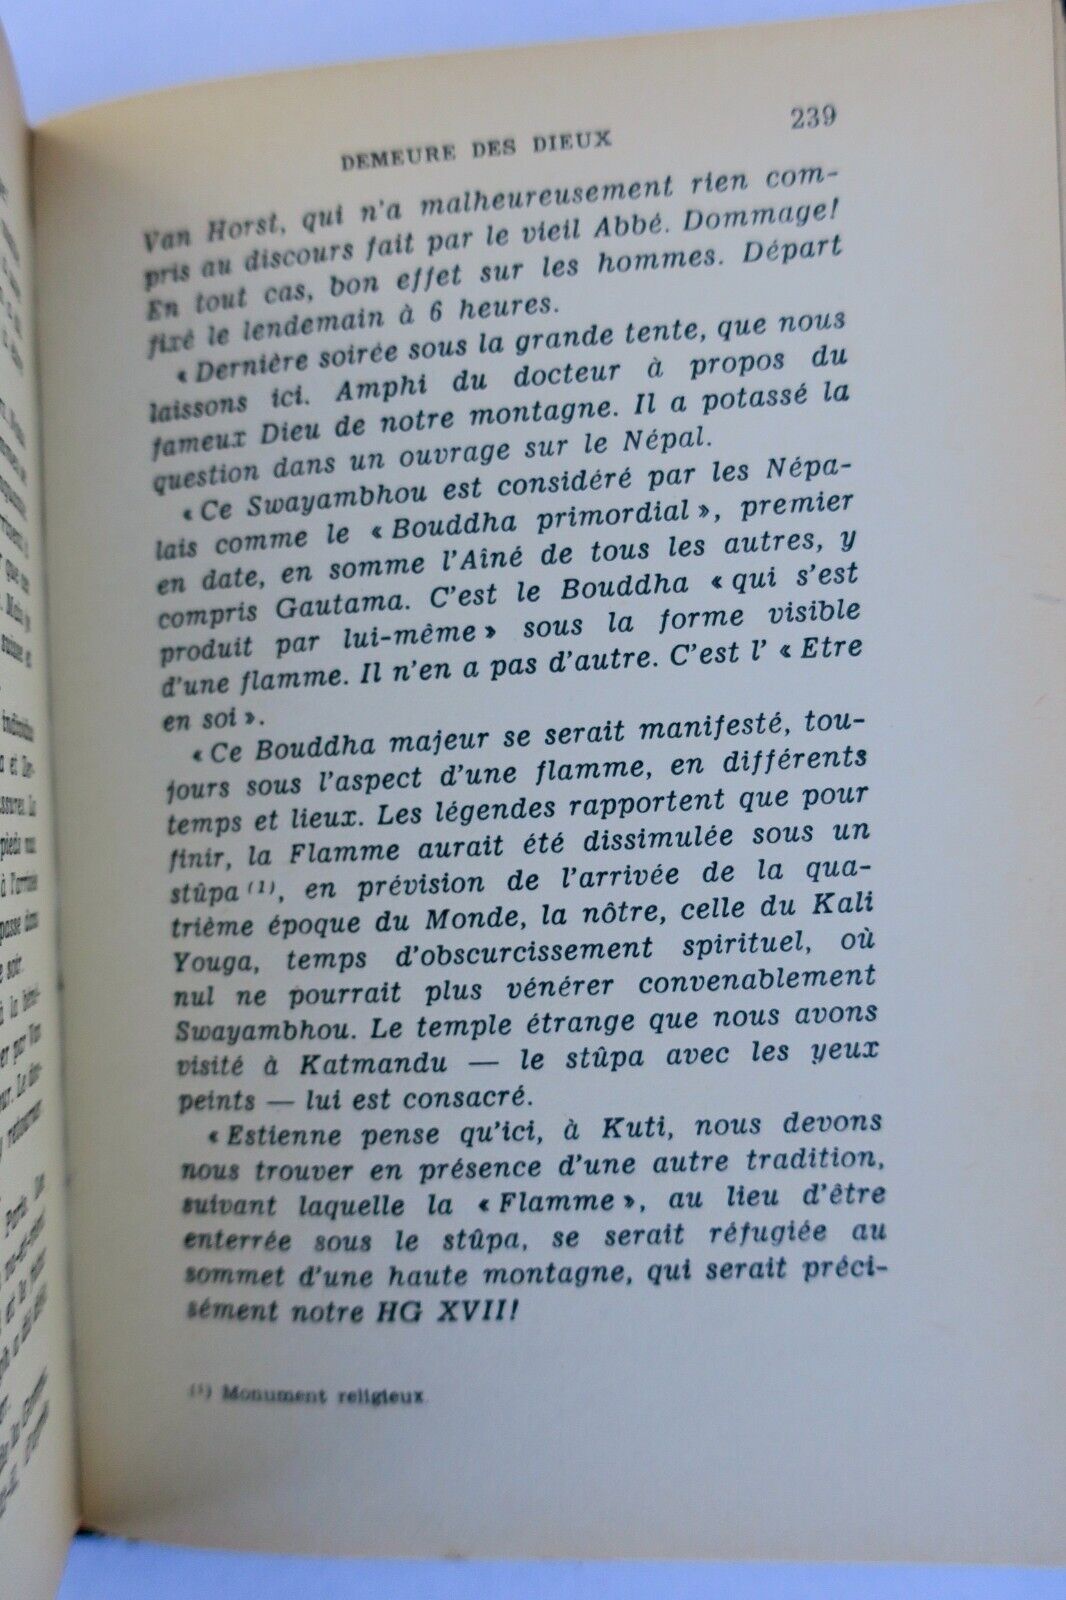 239
DEMEURE DES DIEUX
Van Horst, qui n'a malheureusement rien com-
pris au discours fait par le vieil Abbé. Dommage!
En tout cas, bon effet sur les hommes. Départ
fixé le lendemain à 6 heures.
« Dernière soirée sous la grande tente, que nous
laissons ici. Amphi du docteur à propos du
fameux Dieu de notre montagne. Il a potassé la
question dans un ouvrage sur le Népal.
« Ce Swayambhou est considéré par les Népa-
lais comme le « Bouddha primordial », premier
en date, en somme l'Aîné de tous les autres, y
compris Gautama. C'est le Bouddha « qui s'est
produit par lui-même » sous la forme visible
d'une flamme. Il n'en a pas d'autre. C'est l' « Etre
en soi ».
« Ce Bouddha majeur se serait manifesté, tou-
jours sous l'aspect d'une flamme, en différents
temps et lieux. Les légendes rapportent que pour
finir, la Flamme aurait été dissimulée sous un
stûpa (1), en prévision de l'arrivée de la qua-
trième époque du Monde, la nôtre, celle du Kali
Youga, temps d'obscurcissement spirituel, où
nul ne pourrait plus vénérer convenablement
Swayambhou. Le temple étrange que nous avons
visité à Katmandu — le stûpa avec les yeux
peints — lui est consacré.
« Estienne pense qu'ici, à Kuti, nous devons
nous trouver en présence d'une autre tradition,
suivant laquelle la « Flamme », au lieu d'être
enterrée sous le stûpa, se serait réfugiée au
sommet d'une haute montagne, qui serait préci-
sément notre HG XVII!
(1) Monument religieux.